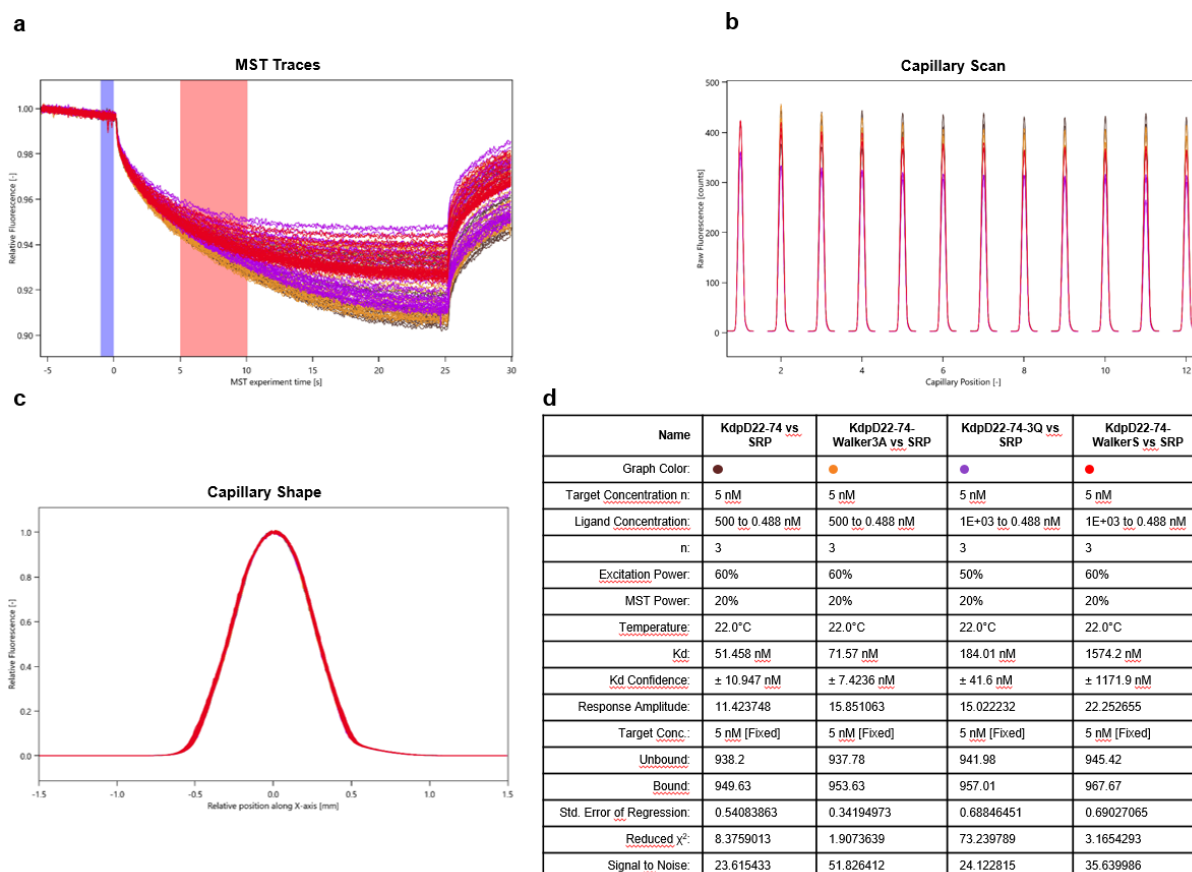 a
b
MST Traces
Capillary Scan
1.00
0.98
0.96
0.94
0.92
0.90
Relative Fluorescence [-]
-5 0 5 10 15 20 25 30
MST experiment time [s]
500
400
300
200
100
0
Raw Fluorescence [counts]
2 4 6 8 10 12
Capillary Position [-]
c
Capillary Shape
1.0
0.8
0.6
0.4
0.2
0.0
Relative Fluorescence [-]
-1.5 -1.0 -0.5 0.0 0.5 1.0 1.5
Relative position along X-axis [mm]
d
Name KdpD22-74 vs SRP KdpD22-74-Walker3A vs SRP KdpD22-74-3Q vs SRP KdpD22-74-WalkerS vs SRP
Graph Color:
Target Concentration n: 5 nM 5 nM 5 nM 5 nM
Ligand Concentration: 500 to 0.488 nM 500 to 0.488 nM 1E+03 to 0.488 nM 1E+03 to 0.488 nM
n: 3 3 3 3
Excitation Power: 60% 60% 50% 60%
MST Power: 20% 20% 20% 20%
Temperature: 22.0°C 22.0°C 22.0°C 22.0°C
Kd: 51.458 nM 71.57 nM 184.01 nM 1574.2 nM
Kd Confidence: ± 10.947 nM ± 7.4236 nM ± 41.6 nM ± 1171.9 nM
Response Amplitude: 11.423748 15.851063 15.022232 22.252655
Target Conc.: 5 nM [Fixed] 5 nM [Fixed] 5 nM [Fixed] 5 nM [Fixed]
Unbound: 938.2 937.78 941.98 945.42
Bound: 949.63 953.63 957.01 967.67
Std. Error of Regression: 0.54083863 0.34194973 0.68846451 0.69027065
Reduced χ²: 8.3759013 1.9073639 73.239789 3.1654293
Signal to Noise: 23.615433 51.826412 24.122815 35.639986